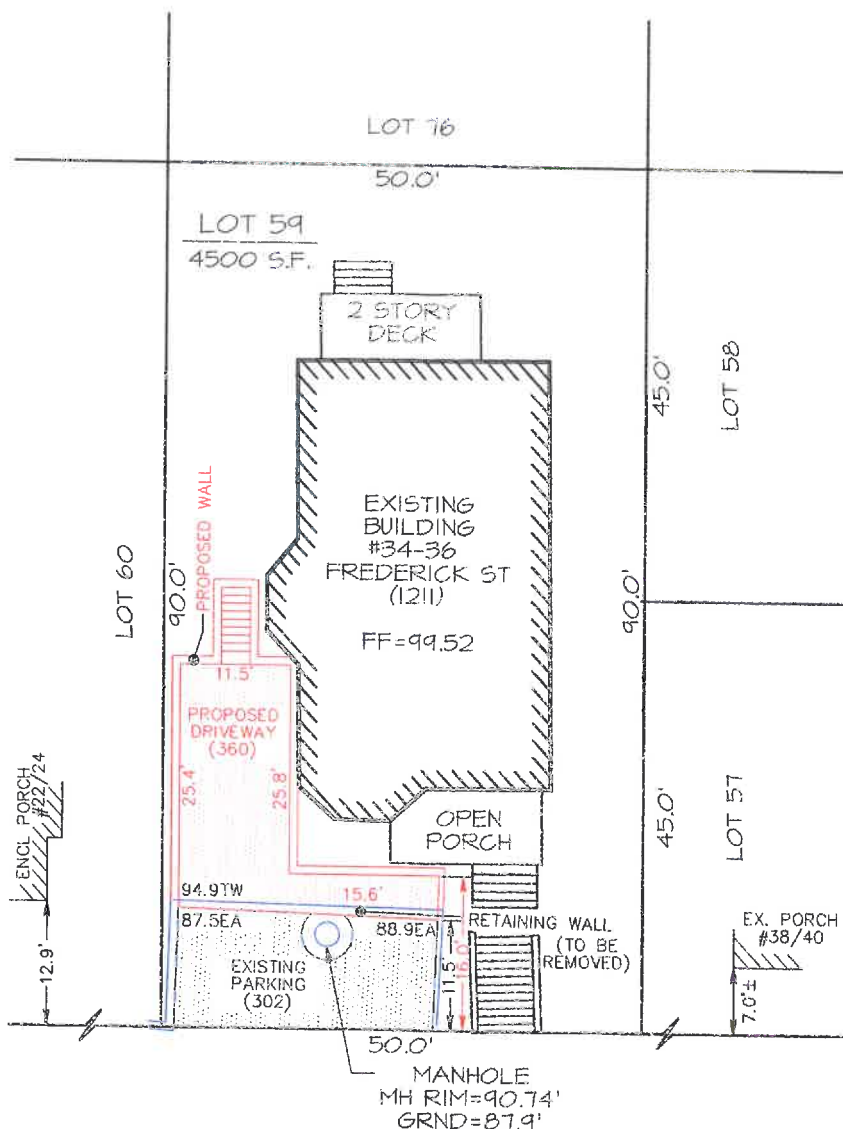 LOT 76
50.0'
LOT 59
4500 S.F.
2 STORY
DECK
45.0'
LOT 58
PROPOSED WALL
EXISTING
BUILDING
#34-36
FREDERICK ST
(1211)
FF=99.52
LOT 60
90.0'
90.0'
11.5'
PROPOSED
DRIVEWAY
(360)
25.4'
25.8'
ENCL PORCH
#22/24
OPEN
PORCH
45.0'
LOT 57
94.9TW
15.6'
87.5EA
88.9EA
RETAINING WALL
(TO BE
REMOVED)
EX. PORCH
#38/40
12.9'
EXISTING
PARKING
(302)
11.5'
16.0'
7.0'±
50.0'
MANHOLE
MH RIM=90.74'
GRND=87.9'